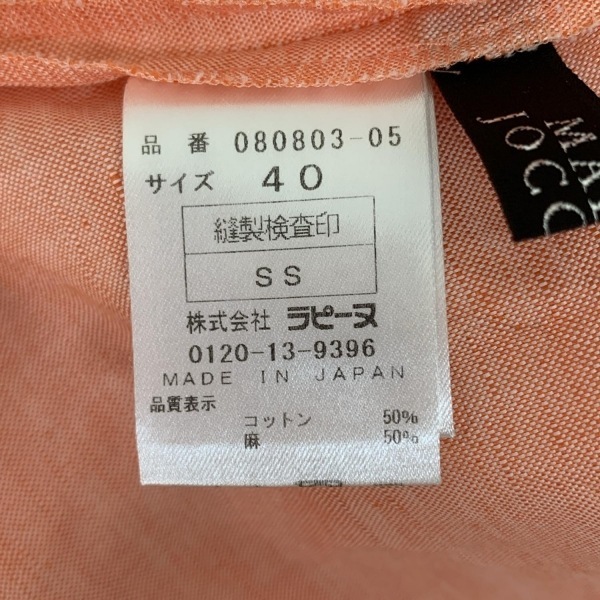 品番 080803-05
サイズ 40
縫製検査印
SS
株式会社 ラピーヌ
0120-13-9396
MADE IN JAPAN
品質表示
コットン 50%
麻 50%